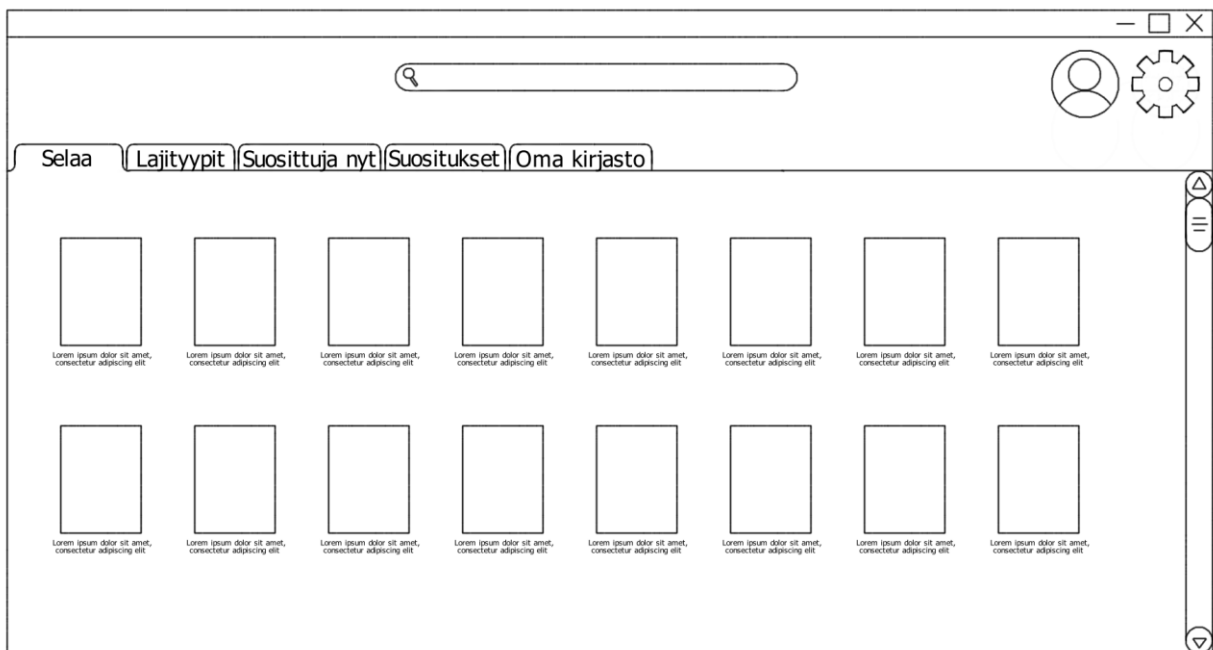 Selaa
Lajityypit
Suosittuja nyt
Suositukset
Oma kirjasto
Lorem ipsum dolor sit amet,
consectetur adipiscing elit
Lorem ipsum dolor sit amet,
consectetur adipiscing elit
Lorem ipsum dolor sit amet,
consectetur adipiscing elit
Lorem ipsum dolor sit amet,
consectetur adipiscing elit
Lorem ipsum dolor sit amet,
consectetur adipiscing elit
Lorem ipsum dolor sit amet,
consectetur adipiscing elit
Lorem ipsum dolor sit amet,
consectetur adipiscing elit
Lorem ipsum dolor sit amet,
consectetur adipiscing elit
Lorem ipsum dolor sit amet,
consectetur adipiscing elit
Lorem ipsum dolor sit amet,
consectetur adipiscing elit
Lorem ipsum dolor sit amet,
consectetur adipiscing elit
Lorem ipsum dolor sit amet,
consectetur adipiscing elit
Lorem ipsum dolor sit amet,
consectetur adipiscing elit
Lorem ipsum dolor sit amet,
consectetur adipiscing elit
Lorem ipsum dolor sit amet,
consectetur adipiscing elit
Lorem ipsum dolor sit amet,
consectetur adipiscing elit